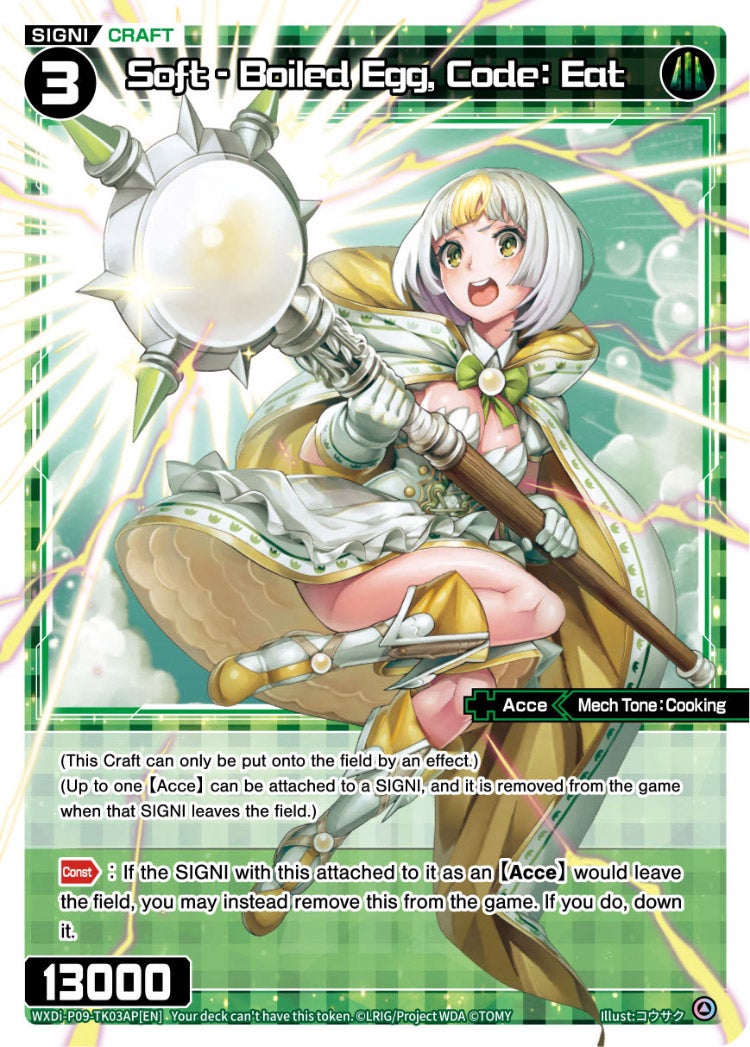 SIGNI CRAFT
3 Soft - Boiled Egg, Code: Eat
Acce Mech Tone:Cooking
(This Craft can only be put onto the field by an effect.)
(Up to one 【Acce】 can be attached to a SIGNI, and it is removed from the game
when that SIGNI leaves the field.)
Const : If the SIGNI with this attached to it as an 【Acce】 would leave
the field, you may instead remove this from the game. If you do, down
it.
13000
WXDi-P09-TK03AP[EN] Your deck can't have this token. ©LRIG/Project WDA ©TOMY Illust:コウサク